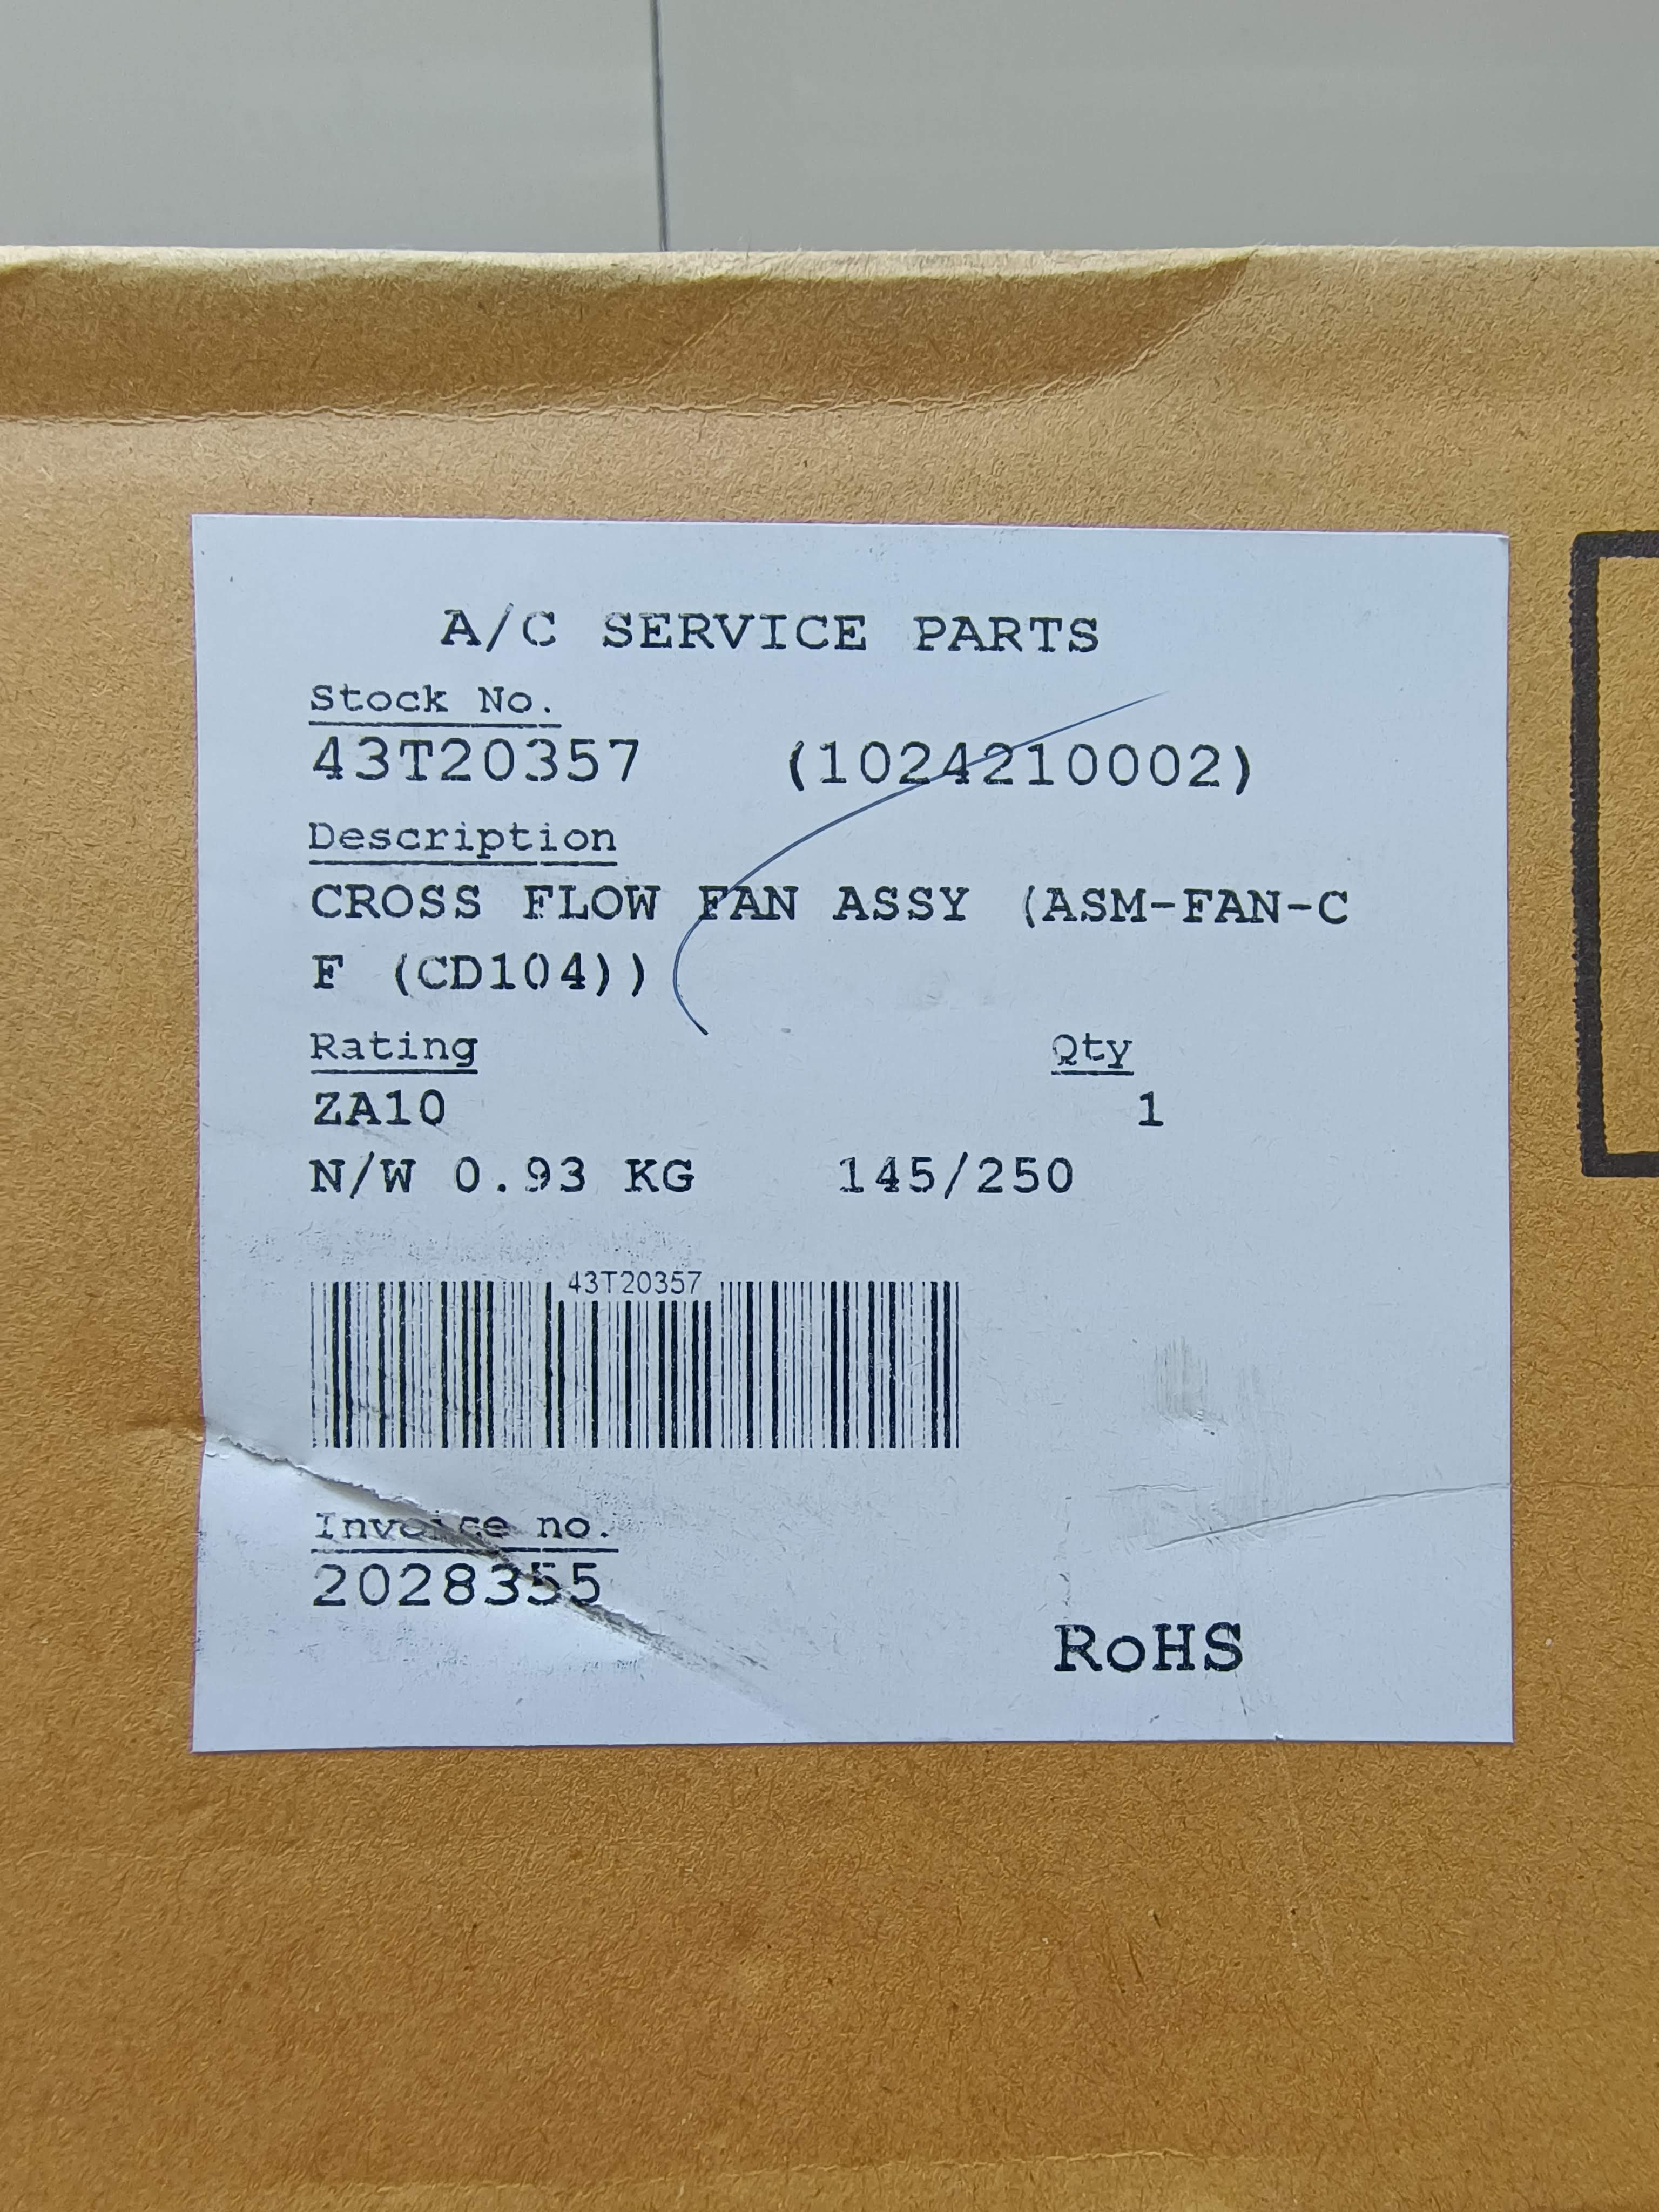 A/C SERVICE PARTS
Stock No.
43T20357 (1024210002)
Description
CROSS FLOW FAN ASSY (ASM-FAN-C
F (CD104))
Rating Qty
ZA10 1
N/W 0.93 KG 145/250
43T20357
Invoice no.
2028355
RoHS